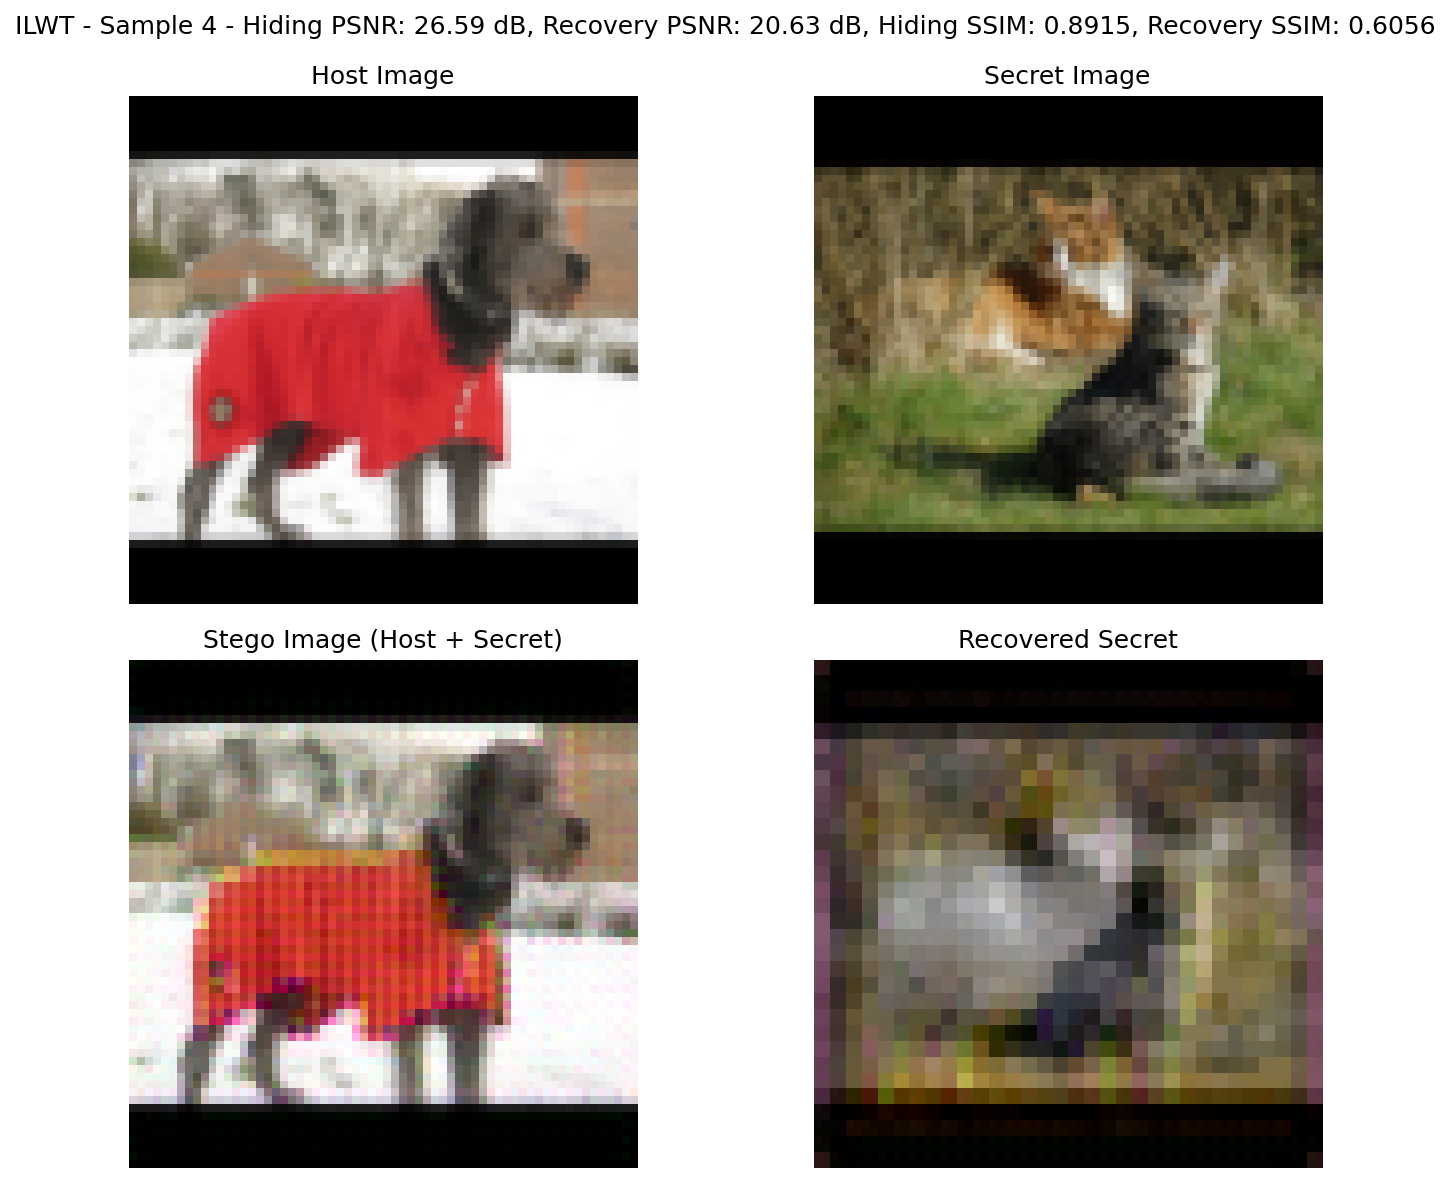 ILWT - Sample 4 - Hiding PSNR: 26.59 dB, Recovery PSNR: 20.63 dB, Hiding SSIM: 0.8915, Recovery SSIM: 0.6056
Host Image
Secret Image
Stego Image (Host + Secret)
Recovered Secret